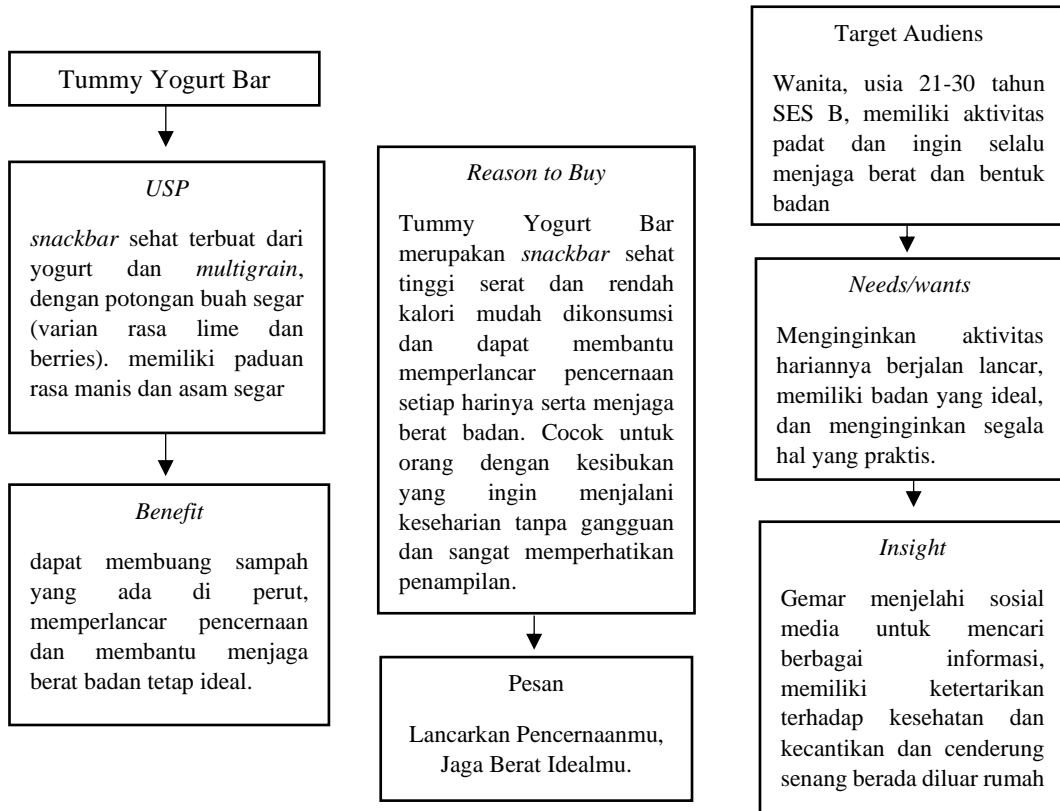 Tummy Yogurt Bar
USP
snackbar sehat terbuat dari
yogurt dan multigrain,
dengan potongan buah segar
(varian rasa lime dan
berries). memiliki paduan
rasa manis dan asam segar
Benefit
dapat membuang sampah
yang ada di perut,
memperlancar pencernaan
dan membantu menjaga
berat badan tetap ideal.
Reason to Buy
Tummy Yogurt Bar
merupakan snackbar sehat
tinggi serat dan rendah
kalori mudah dikonsumsi
dan dapat membantu
memperlancar pencernaan
setiap harinya serta menjaga
berat badan. Cocok untuk
orang dengan kesibukan
yang ingin menjalani
keseharian tanpa gangguan
dan sangat memperhatikan
penampilan.
Pesan
Lancarkan Pencernaanmu,
Jaga Berat Idealmu.
Target Audiens
Wanita, usia 21-30 tahun
SES B, memiliki aktivitas
padat dan ingin selalu
menjaga berat dan bentuk
badan
Needs/wants
Menginginkan aktivitas
hariannya berjalan lancar,
memiliki badan yang ideal,
dan menginginkan segala
hal yang praktis.
Insight
Gemar menjelahi sosial
media untuk mencari
berbagai informasi,
memiliki ketertarikan
terhadap kesehatan dan
kecantikan dan cenderung
senang berada diluar rumah